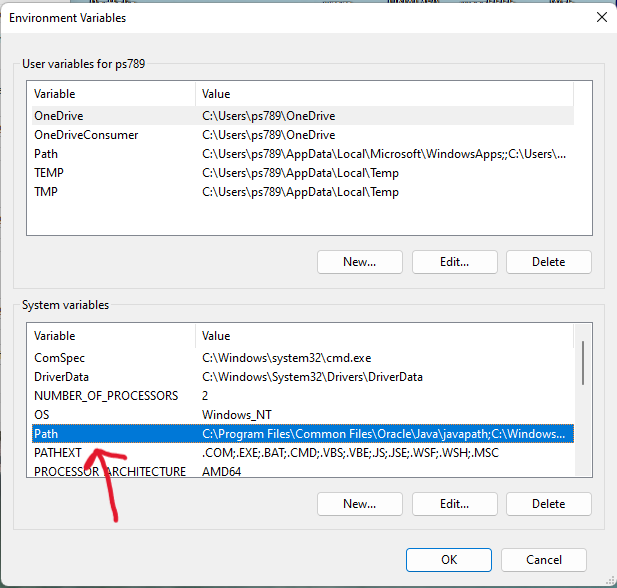 Environment Variables
User variables for ps789
Variable Value
OneDrive C:\Users\ps789\OneDrive
OneDriveConsumer C:\Users\ps789\OneDrive
Path C:\Users\ps789\AppData\Local\Microsoft\WindowsApps;;C:\Users\...
TEMP C:\Users\ps789\AppData\Local\Temp
TMP C:\Users\ps789\AppData\Local\Temp
New... Edit... Delete
System variables
Variable Value
ComSpec C:\Windows\system32\cmd.exe
DriverData C:\Windows\System32\Drivers\DriverData
NUMBER_OF_PROCESSORS 2
OS Windows_NT
Path C:\Program Files\Common Files\Oracle\Java\javapath;C:\Windows...
PATHEXT .COM;.EXE;.BAT;.CMD;.VBS;.VBE;.JS;.JSE;.WSF;.WSH;.MSC
PROCESSOR_ARCHITECTURE AMD64
New... Edit... Delete
OK Cancel